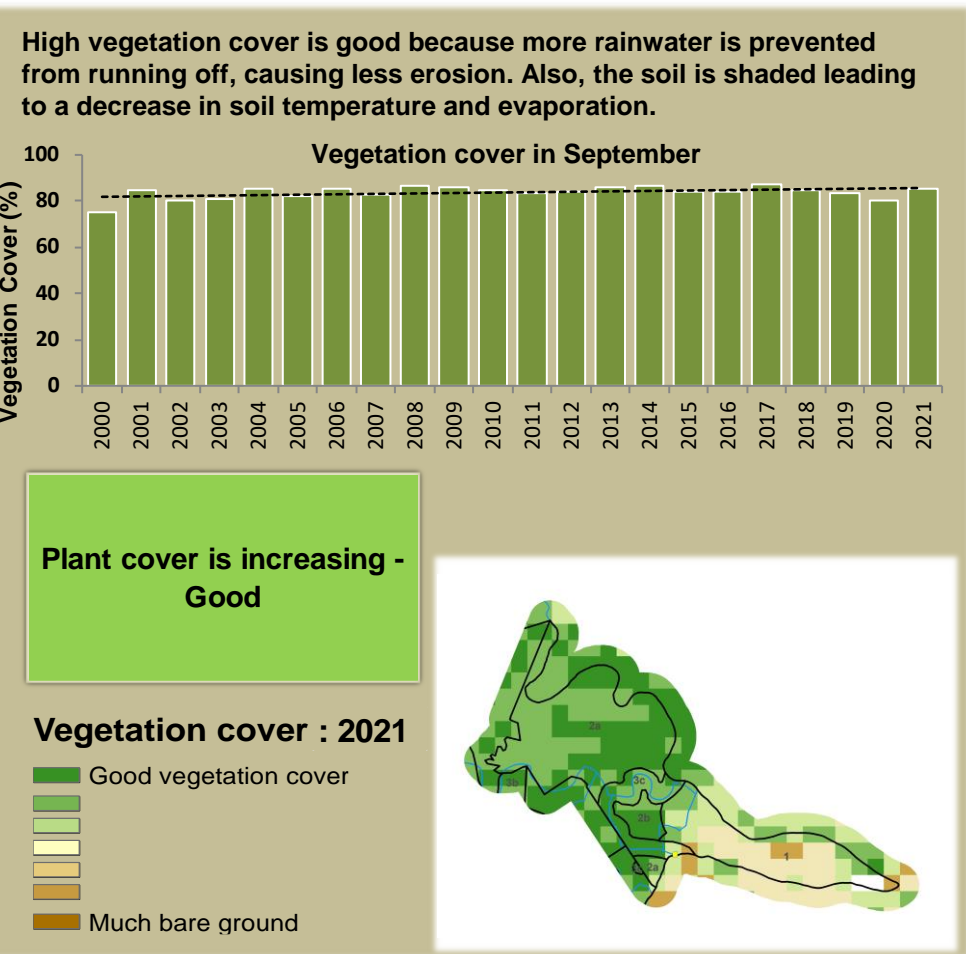 High vegetation cover is good because more rainwater is prevented
from running off, causing less erosion. Also, the soil is shaded leading
to a decrease in soil temperature and evaporation.
Vegetation cover in September
Vegetation Cover (%)
100
80
60
40
20
0
2000 2001 2002 2003 2004 2005 2006 2007 2008 2009 2010 2011 2012 2013 2014 2015 2016 2017 2018 2019 2020 2021
Plant cover is increasing -
Good
Vegetation cover : 2021
Good vegetation cover
Much bare ground
2a
3b
3c
2b
1
2a